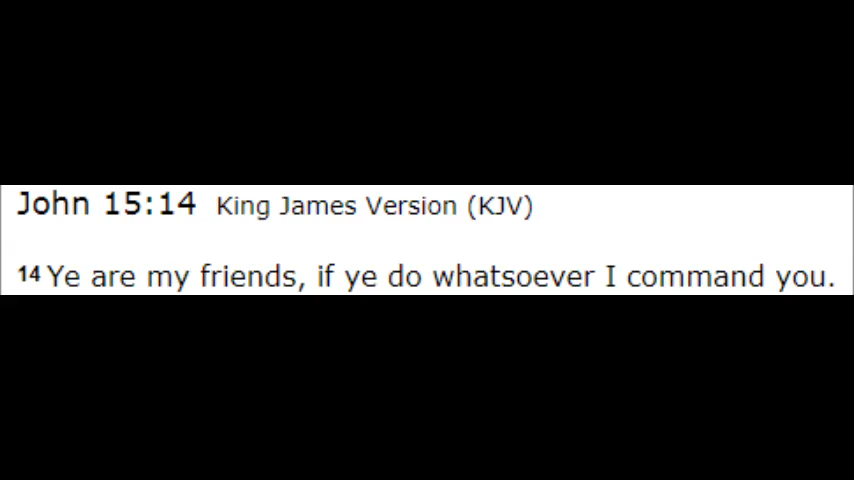 John 15:14 King James Version (KJV)
14 Ye are my friends, if ye do whatsoever I command you.